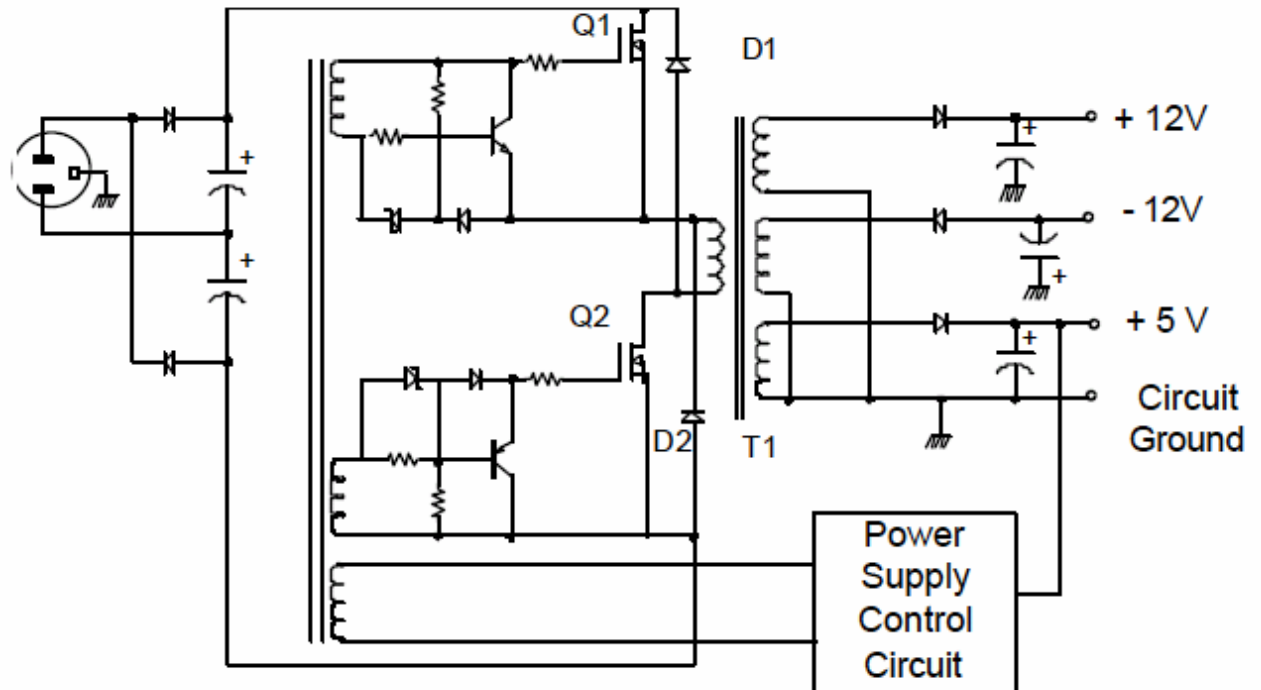 Q1
D1
+
+ 12V
+
- 12V
+
Q2
+
+ 5 V
+
Circuit
Ground
D2
T1
Power
Supply
Control
Circuit